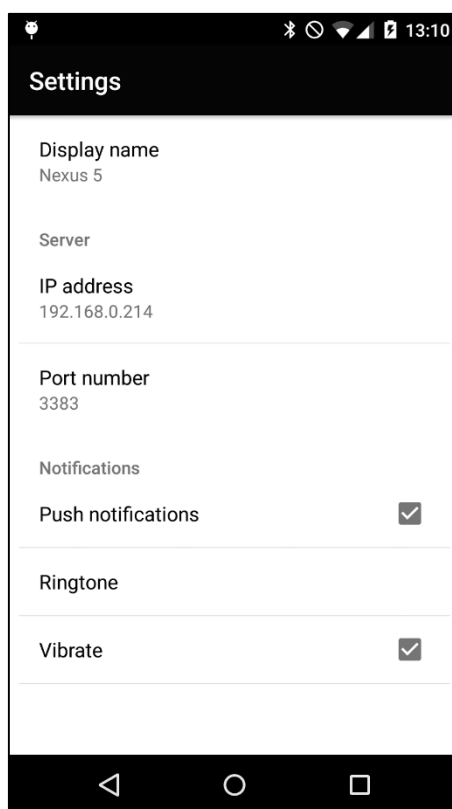 13:10
Settings
Display name
Nexus 5
Server
IP address
192.168.0.214
Port number
3383
Notifications
Push notifications
Ringtone
Vibrate